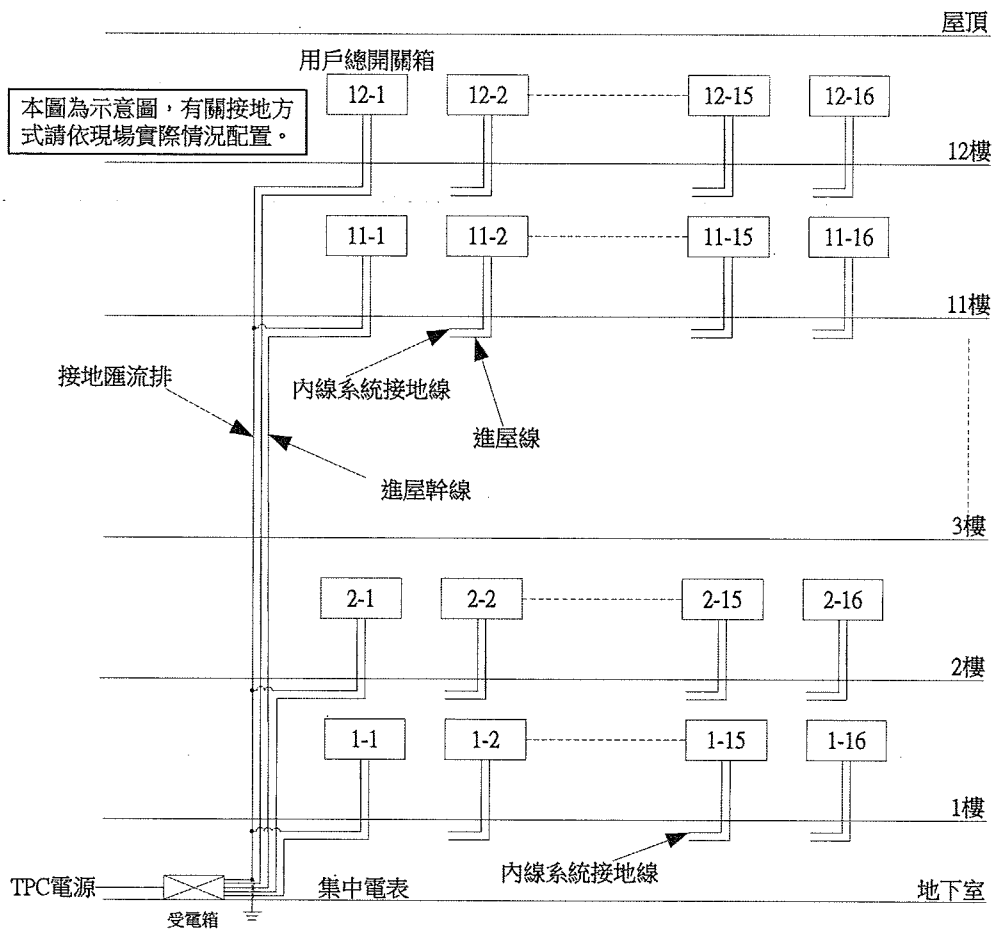 屋頂
用戶總開關箱
12-1
12-2
12-15
12-16
本圖為示意圖，有關接地方
式請依現場實際情況配置。
12樓
11-1
11-2
11-15
11-16
11樓
接地匯流排
內線系統接地線
進屋線
進屋幹線
3樓
2-1
2-2
2-15
2-16
2樓
1-1
1-2
1-15
1-16
1樓
內線系統接地線
TPC電源
集中電表
地下室
受電箱